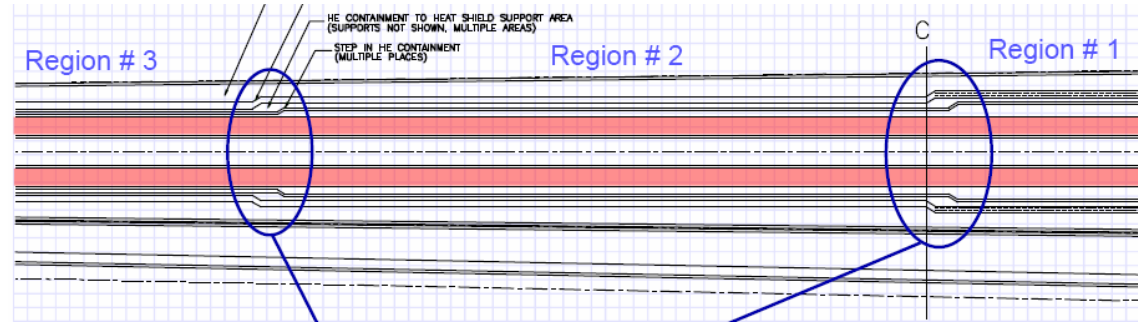 HE CONTAINMENT TO HEAT SHIELD SUPPORT AREA
(SUPPORTS NOT SHOWN, MULTIPLE AREAS)
STEP IN HE CONTAINMENT
(MULTIPLE PLACES)
C
Region # 3
Region # 2
Region # 1